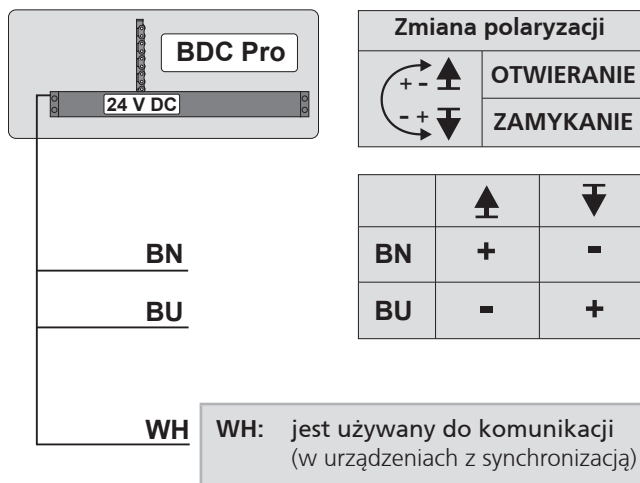 BDC Pro
24 V DC
BN
BU
WH
Zmiana polaryzacji
+ - OTWIERANIE
- + ZAMYKANIE
BN + -
BU - +
WH: jest używany do komunikacji
(w urządzeniach z synchronizacją)